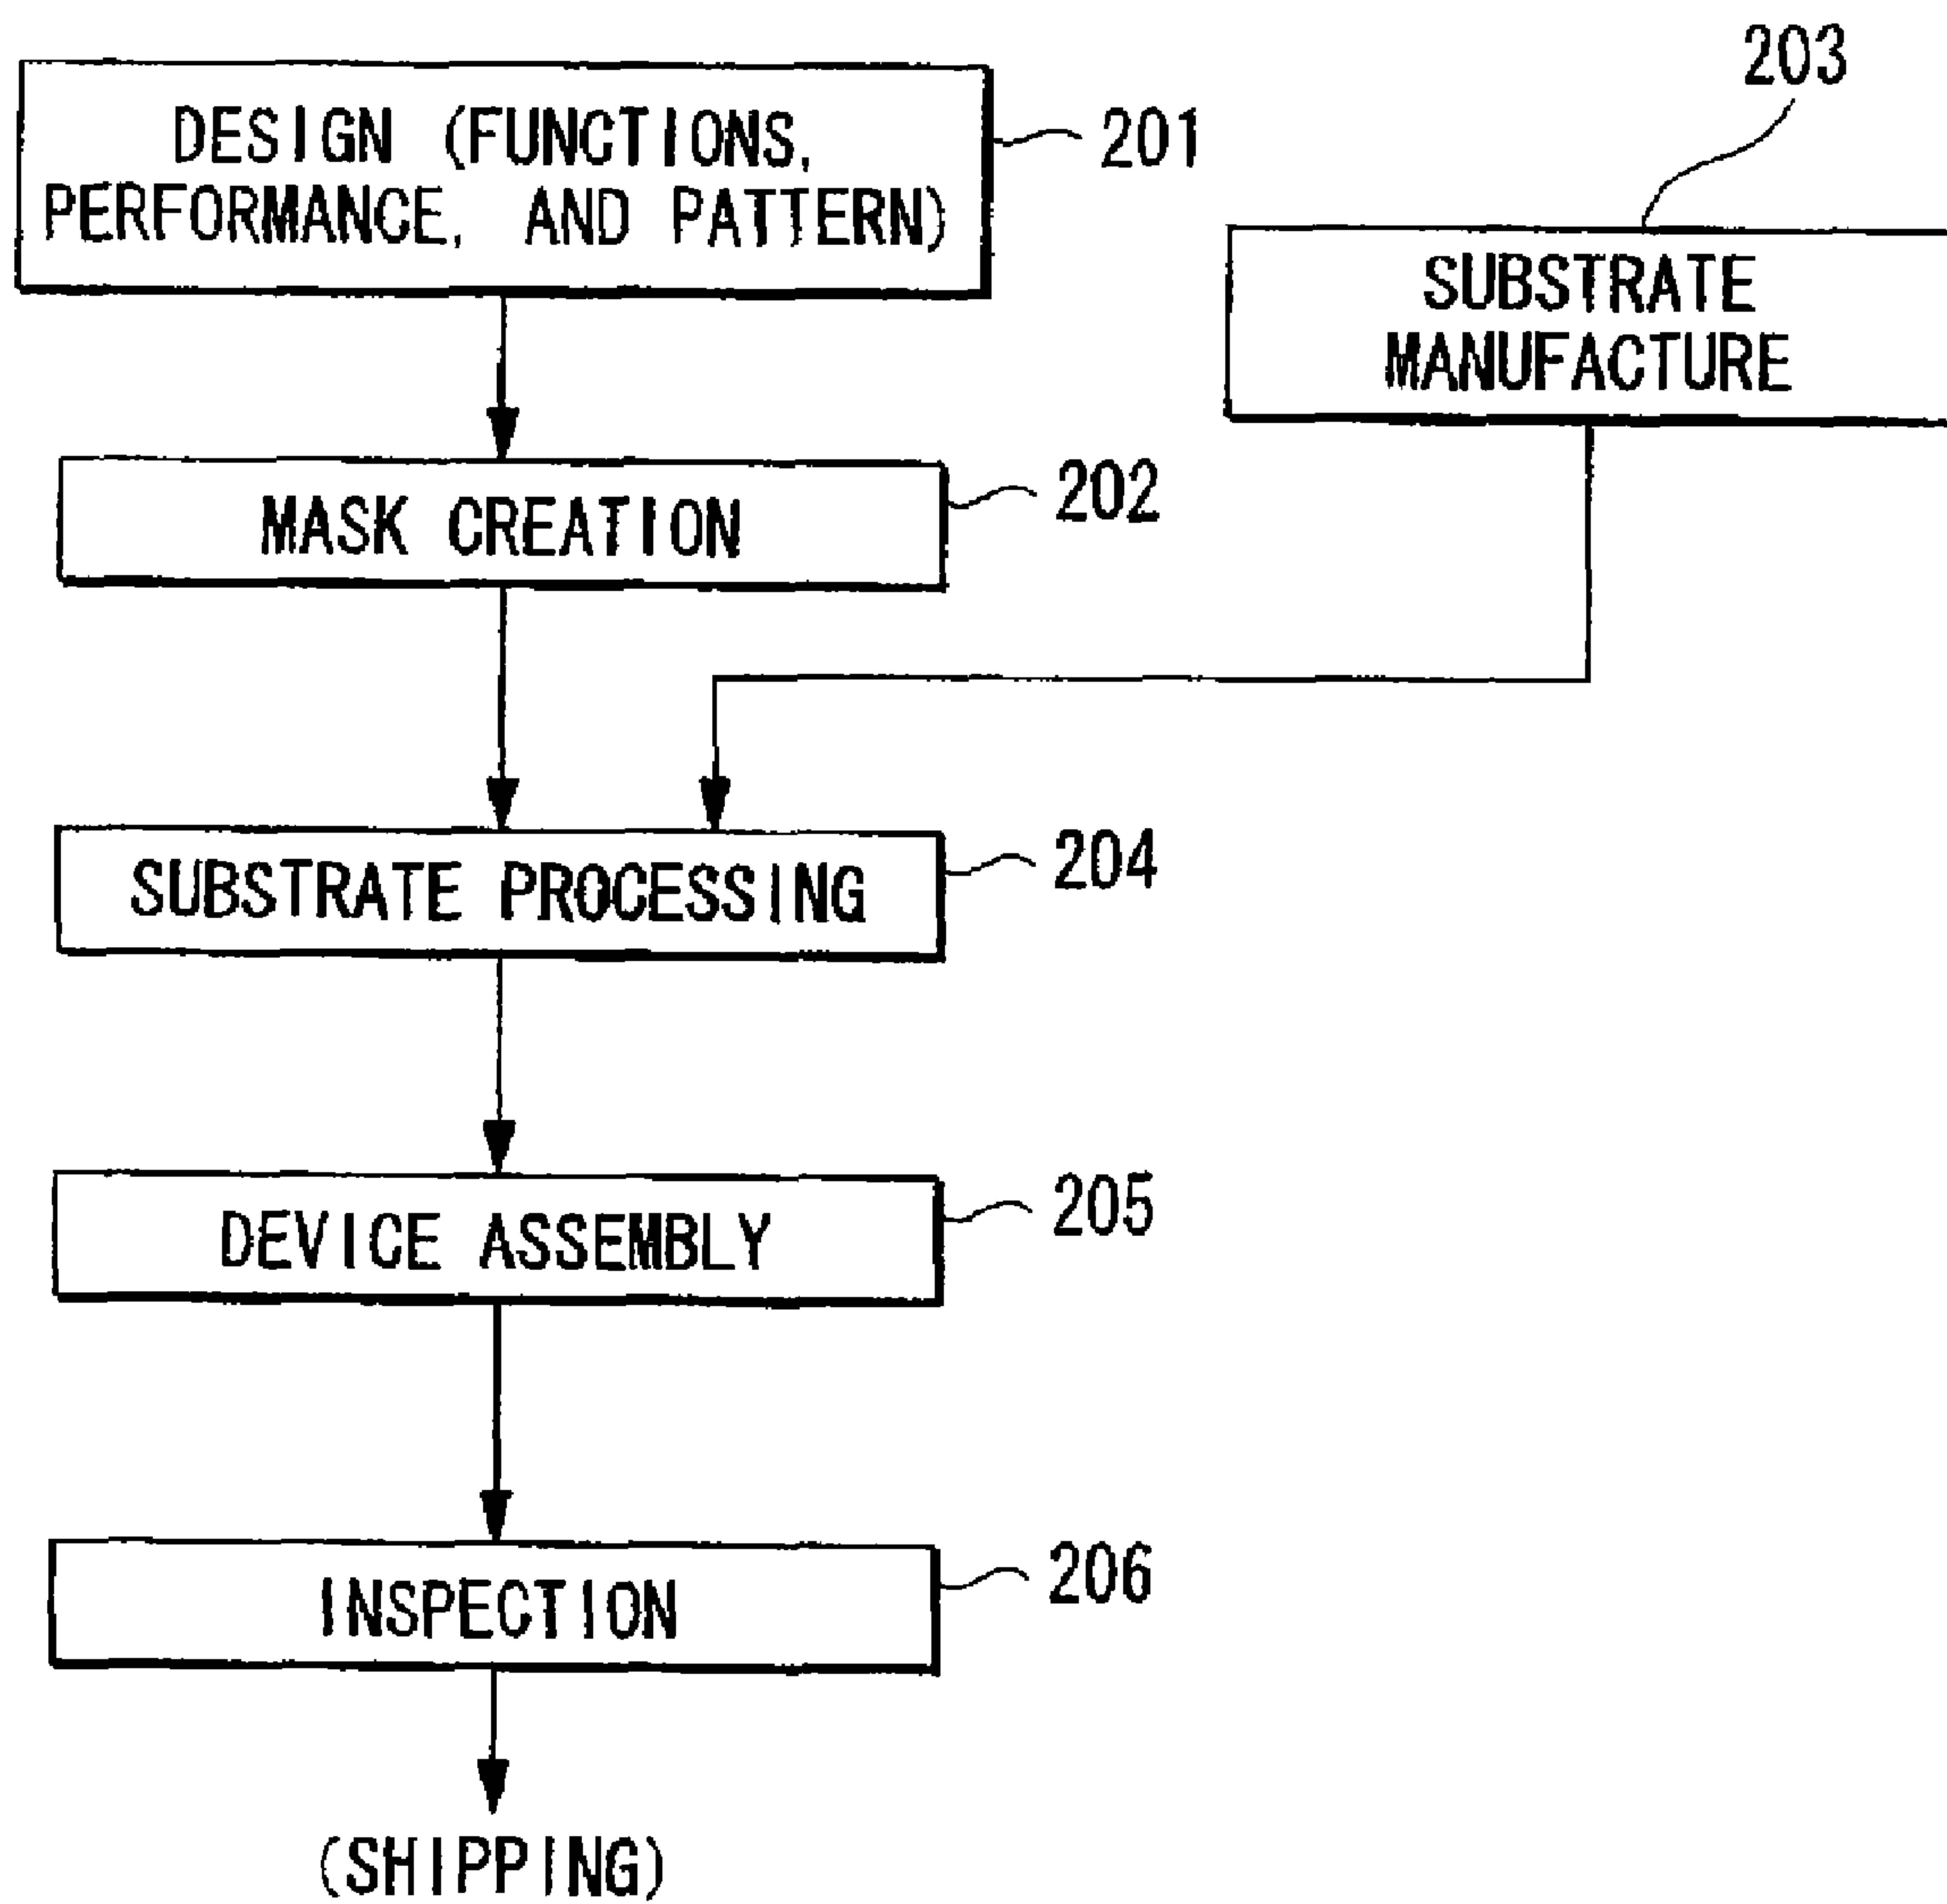 203
DESIGN (FUNCTIONS,
PERFORMANCE, AND PATTERN)
201
SUBSTRATE
MANUFACTURE
MASK CREATION
202
SUBSTRATE PROCESSING
204
DEVICE ASSEMBLY
205
INSPECTION
206
(SHIPPING)